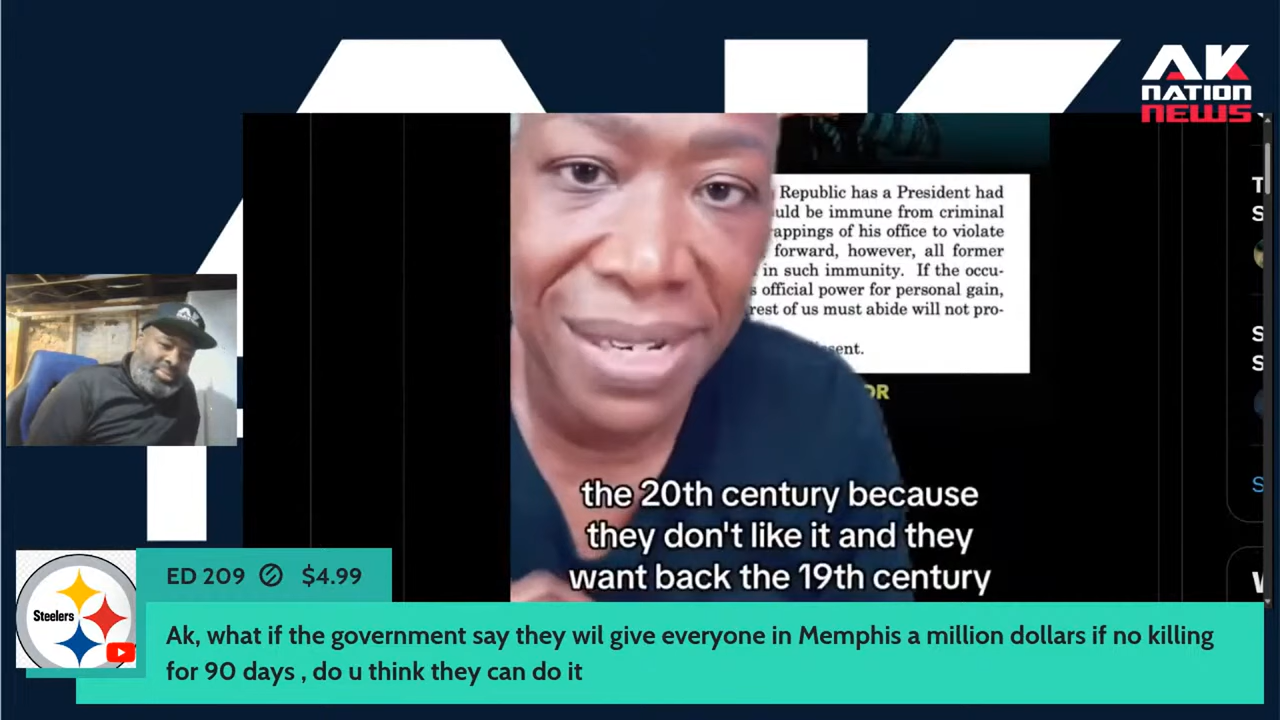 AK
NATION
NEWS
Republic has a President had
uld be immune from criminal
appings of his office to violate
forward, however, all former
in such immunity. If the occu-
s official power for personal gain,
rest of us must abide will not pro-
sent.
OR
the 20th century because
they don't like it and they
want back the 19th century
T
S
S
S
S
AK
Steelers
ED 209 $4.99
Ak, what if the government say they wil give everyone in Memphis a million dollars if no killing
for 90 days , do u think they can do it